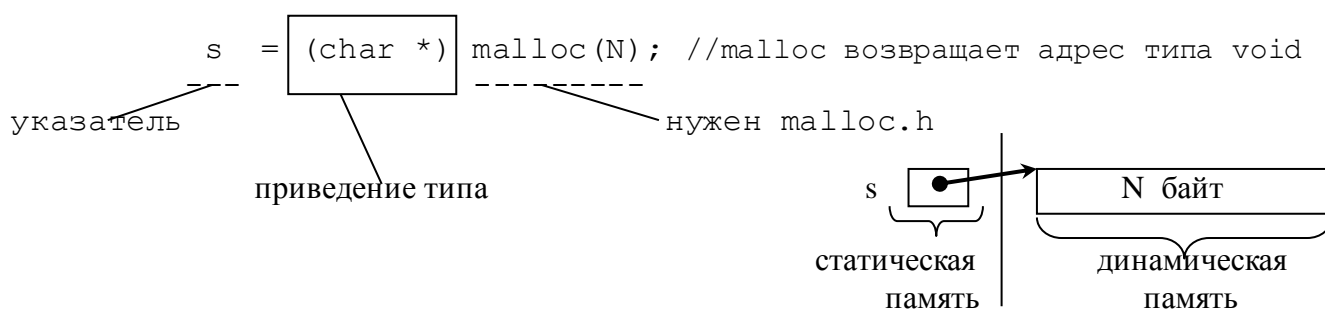 s = (char *) malloc(N); //malloc возвращает адрес типа void
указатель
нужен malloc.h
приведение типа
s
N байт
статическая
память
динамическая
память